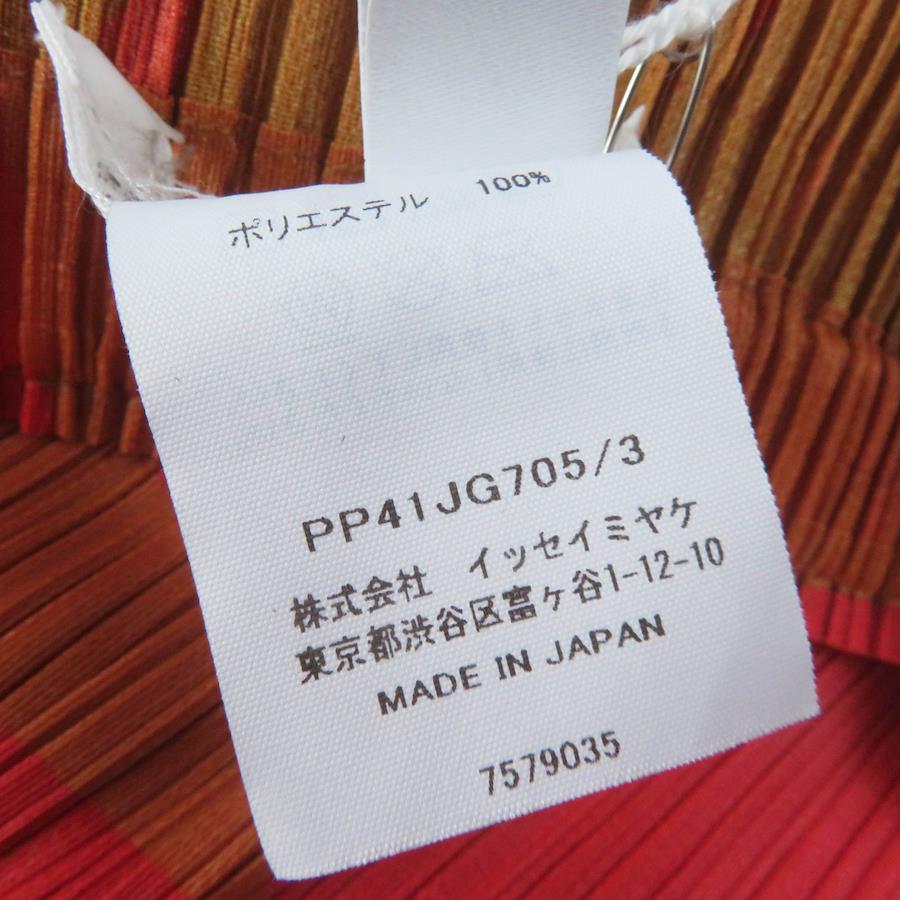 ポリエステル 100%
PP41JG705/3
株式会社 イッセイミヤケ
東京都渋谷区富ヶ谷1-12-10
MADE IN JAPAN
7579035